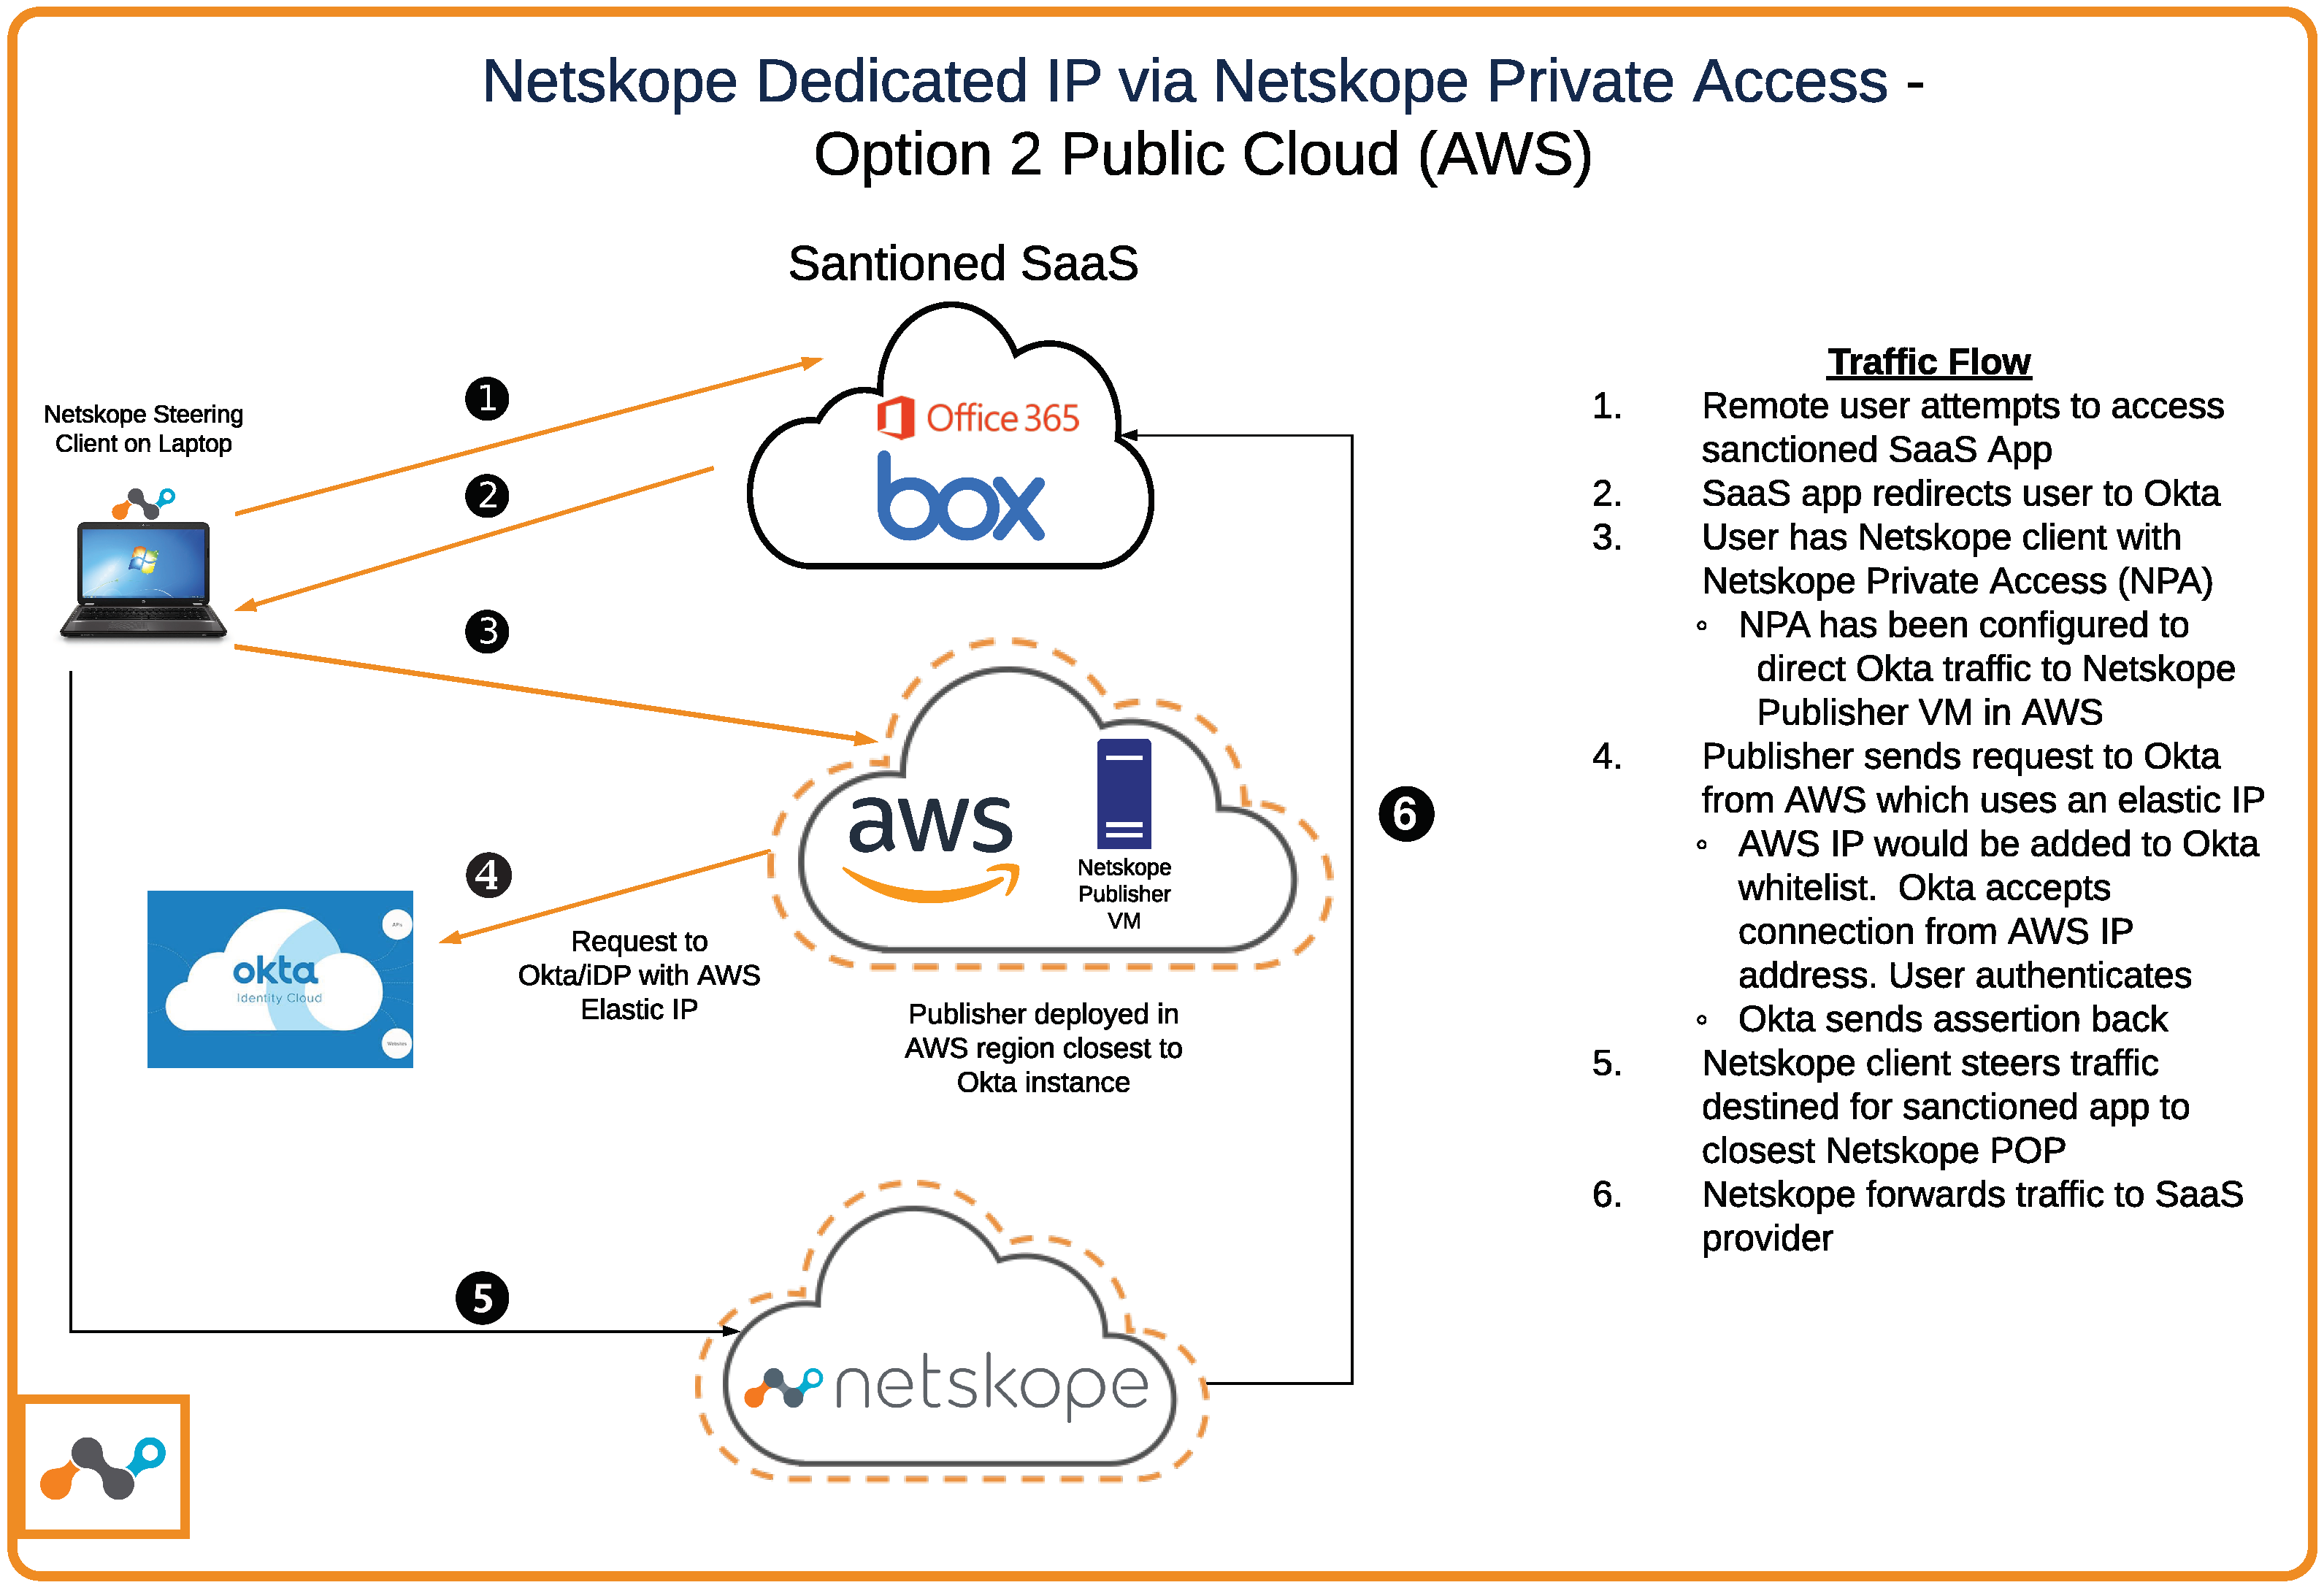 Netskope Dedicated IP via Netskope Private Access -
Option 2 Public Cloud (AWS)
Santioned SaaS
Netskope Steering
Client on Laptop
1
2
3
Office 365
box
aws
Netskope
Publisher
VM
4
Request to
Okta/iDP with AWS
Elastic IP
okta
Identity Cloud
APIs
Websites
Publisher deployed in
AWS region closest to
Okta instance
5
netskope
6
Traffic Flow
1. Remote user attempts to access
sanctioned SaaS App
2. SaaS app redirects user to Okta
3. User has Netskope client with
Netskope Private Access (NPA)
◦ NPA has been configured to
direct Okta traffic to Netskope
Publisher VM in AWS
4. Publisher sends request to Okta
from AWS which uses an elastic IP
◦ AWS IP would be added to Okta
whitelist. Okta accepts
connection from AWS IP
address. User authenticates
◦ Okta sends assertion back
5. Netskope client steers traffic
destined for sanctioned app to
closest Netskope POP
6. Netskope forwards traffic to SaaS
provider